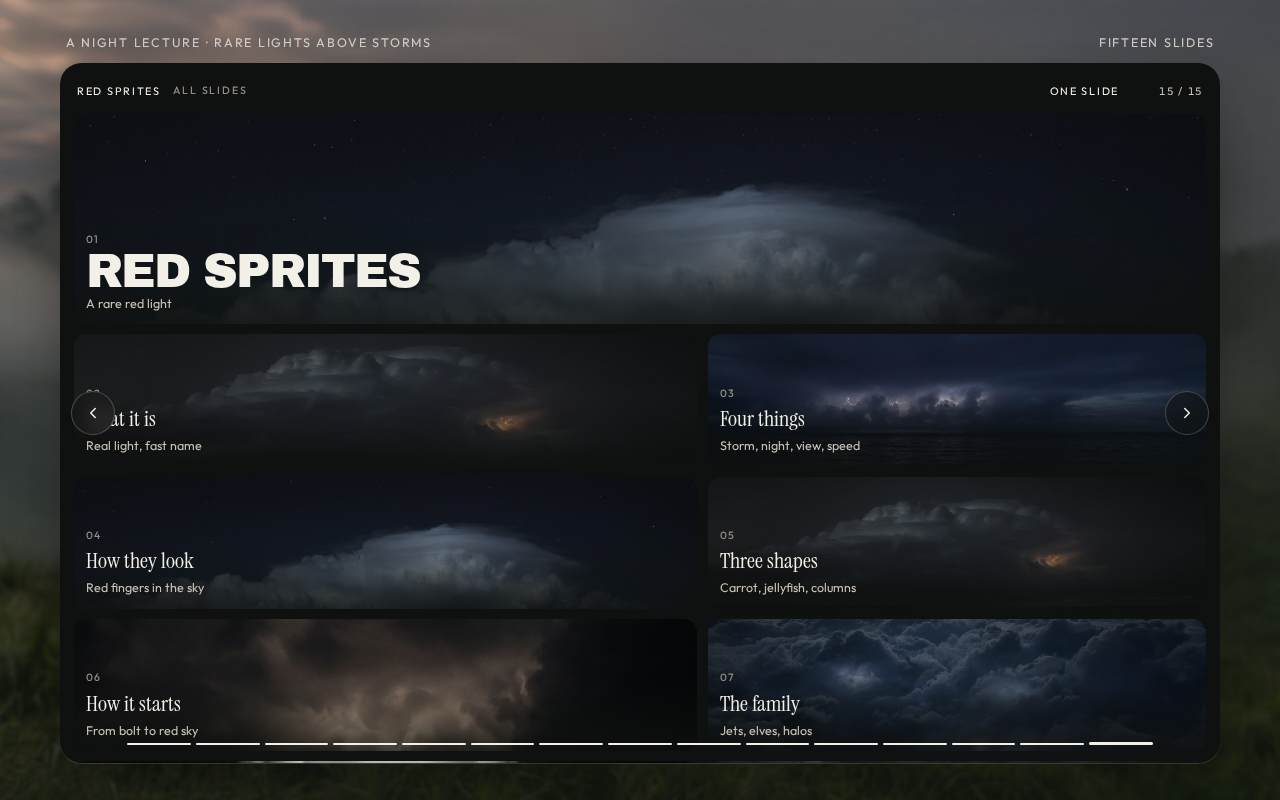 A NIGHT LECTURE · RARE LIGHTS ABOVE STORMS
FIFTEEN SLIDES
RED SPRITES
ALL SLIDES
ONE SLIDE
15 / 15
01
RED SPRITES
A rare red light
at it is
Real light, fast name
03
Four things
Storm, night, view, speed
04
How they look
Red fingers in the sky
05
Three shapes
Carrot, jellyfish, columns
06
How it starts
From bolt to red sky
07
The family
Jets, elves, halos